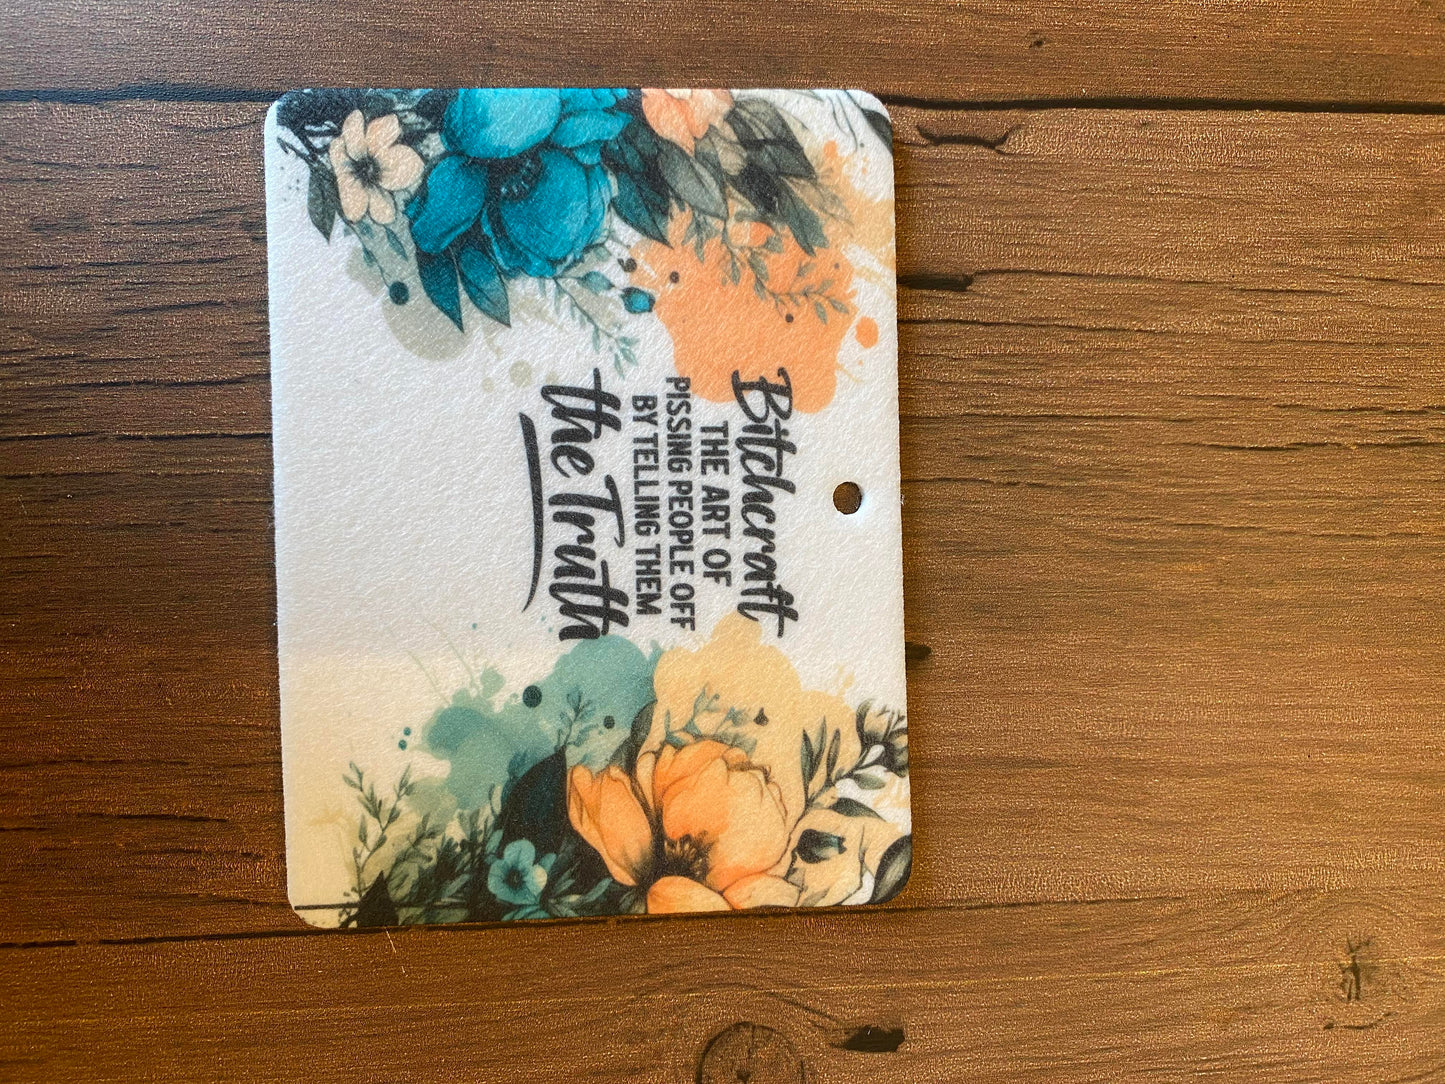 Bitchcraft
THE ART OF
PISSING PEOPLE OFF
BY TELLING THEM
the Truth